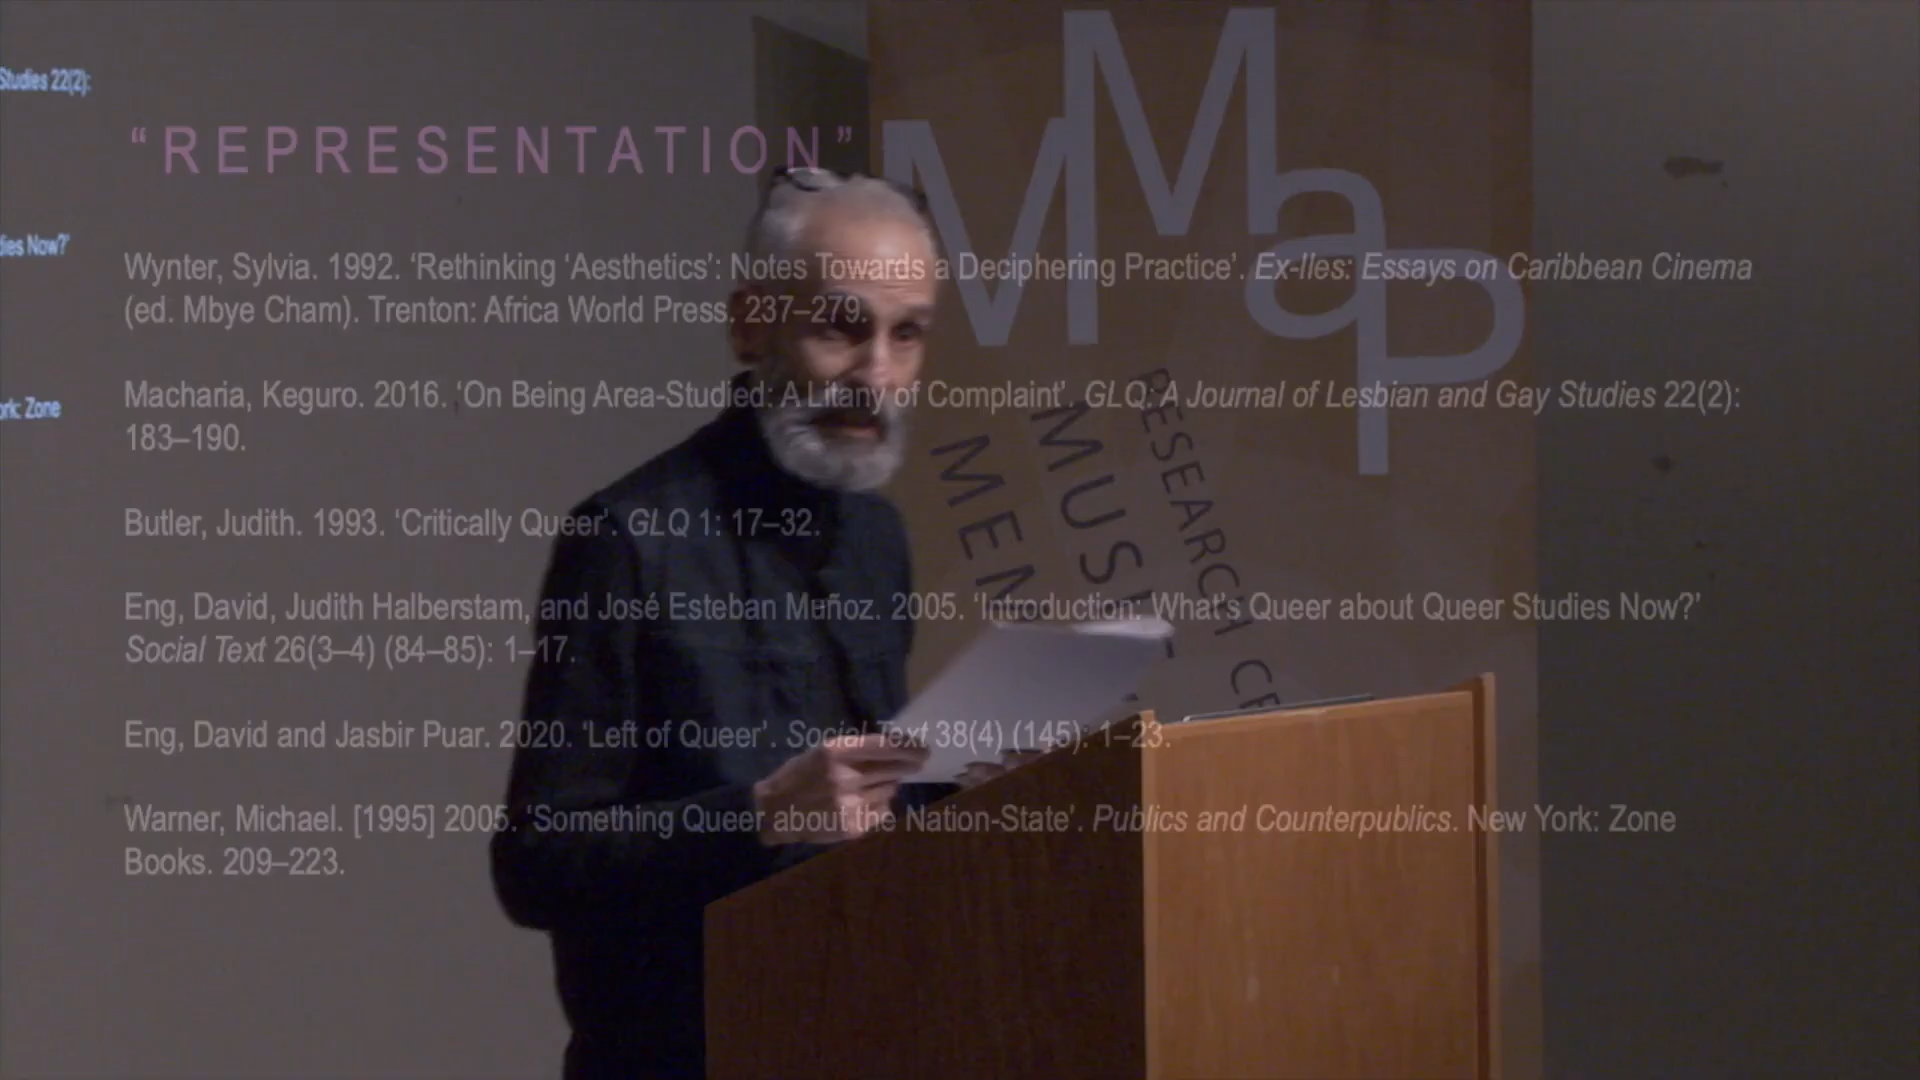 Studies 22(2):
dies Now?'
ork: Zone
"REPRESENTATION"
Wynter, Sylvia. 1992. ‘Rethinking ‘Aesthetics’: Notes Towards a Deciphering Practice’. Ex-Iles: Essays on Caribbean Cinema
(ed. Mbye Cham). Trenton: Africa World Press. 237–279.
Macharia, Keguro. 2016. ‘On Being Area-Studied: A Litany of Complaint’. GLQ: A Journal of Lesbian and Gay Studies 22(2):
183–190.
Butler, Judith. 1993. ‘Critically Queer’. GLQ 1: 17–32.
Eng, David, Judith Halberstam, and José Esteban Muñoz. 2005. ‘Introduction: What’s Queer about Queer Studies Now?’
Social Text 26(3–4) (84–85): 1–17.
Eng, David and Jasbir Puar. 2020. ‘Left of Queer’. Social Text 38(4) (145): 1–23.
Warner, Michael. [1995] 2005. ‘Something Queer about the Nation-State’. Publics and Counterpublics. New York: Zone
Books. 209–223.
MMaP
RESEARCH CE
MUSI
MEM